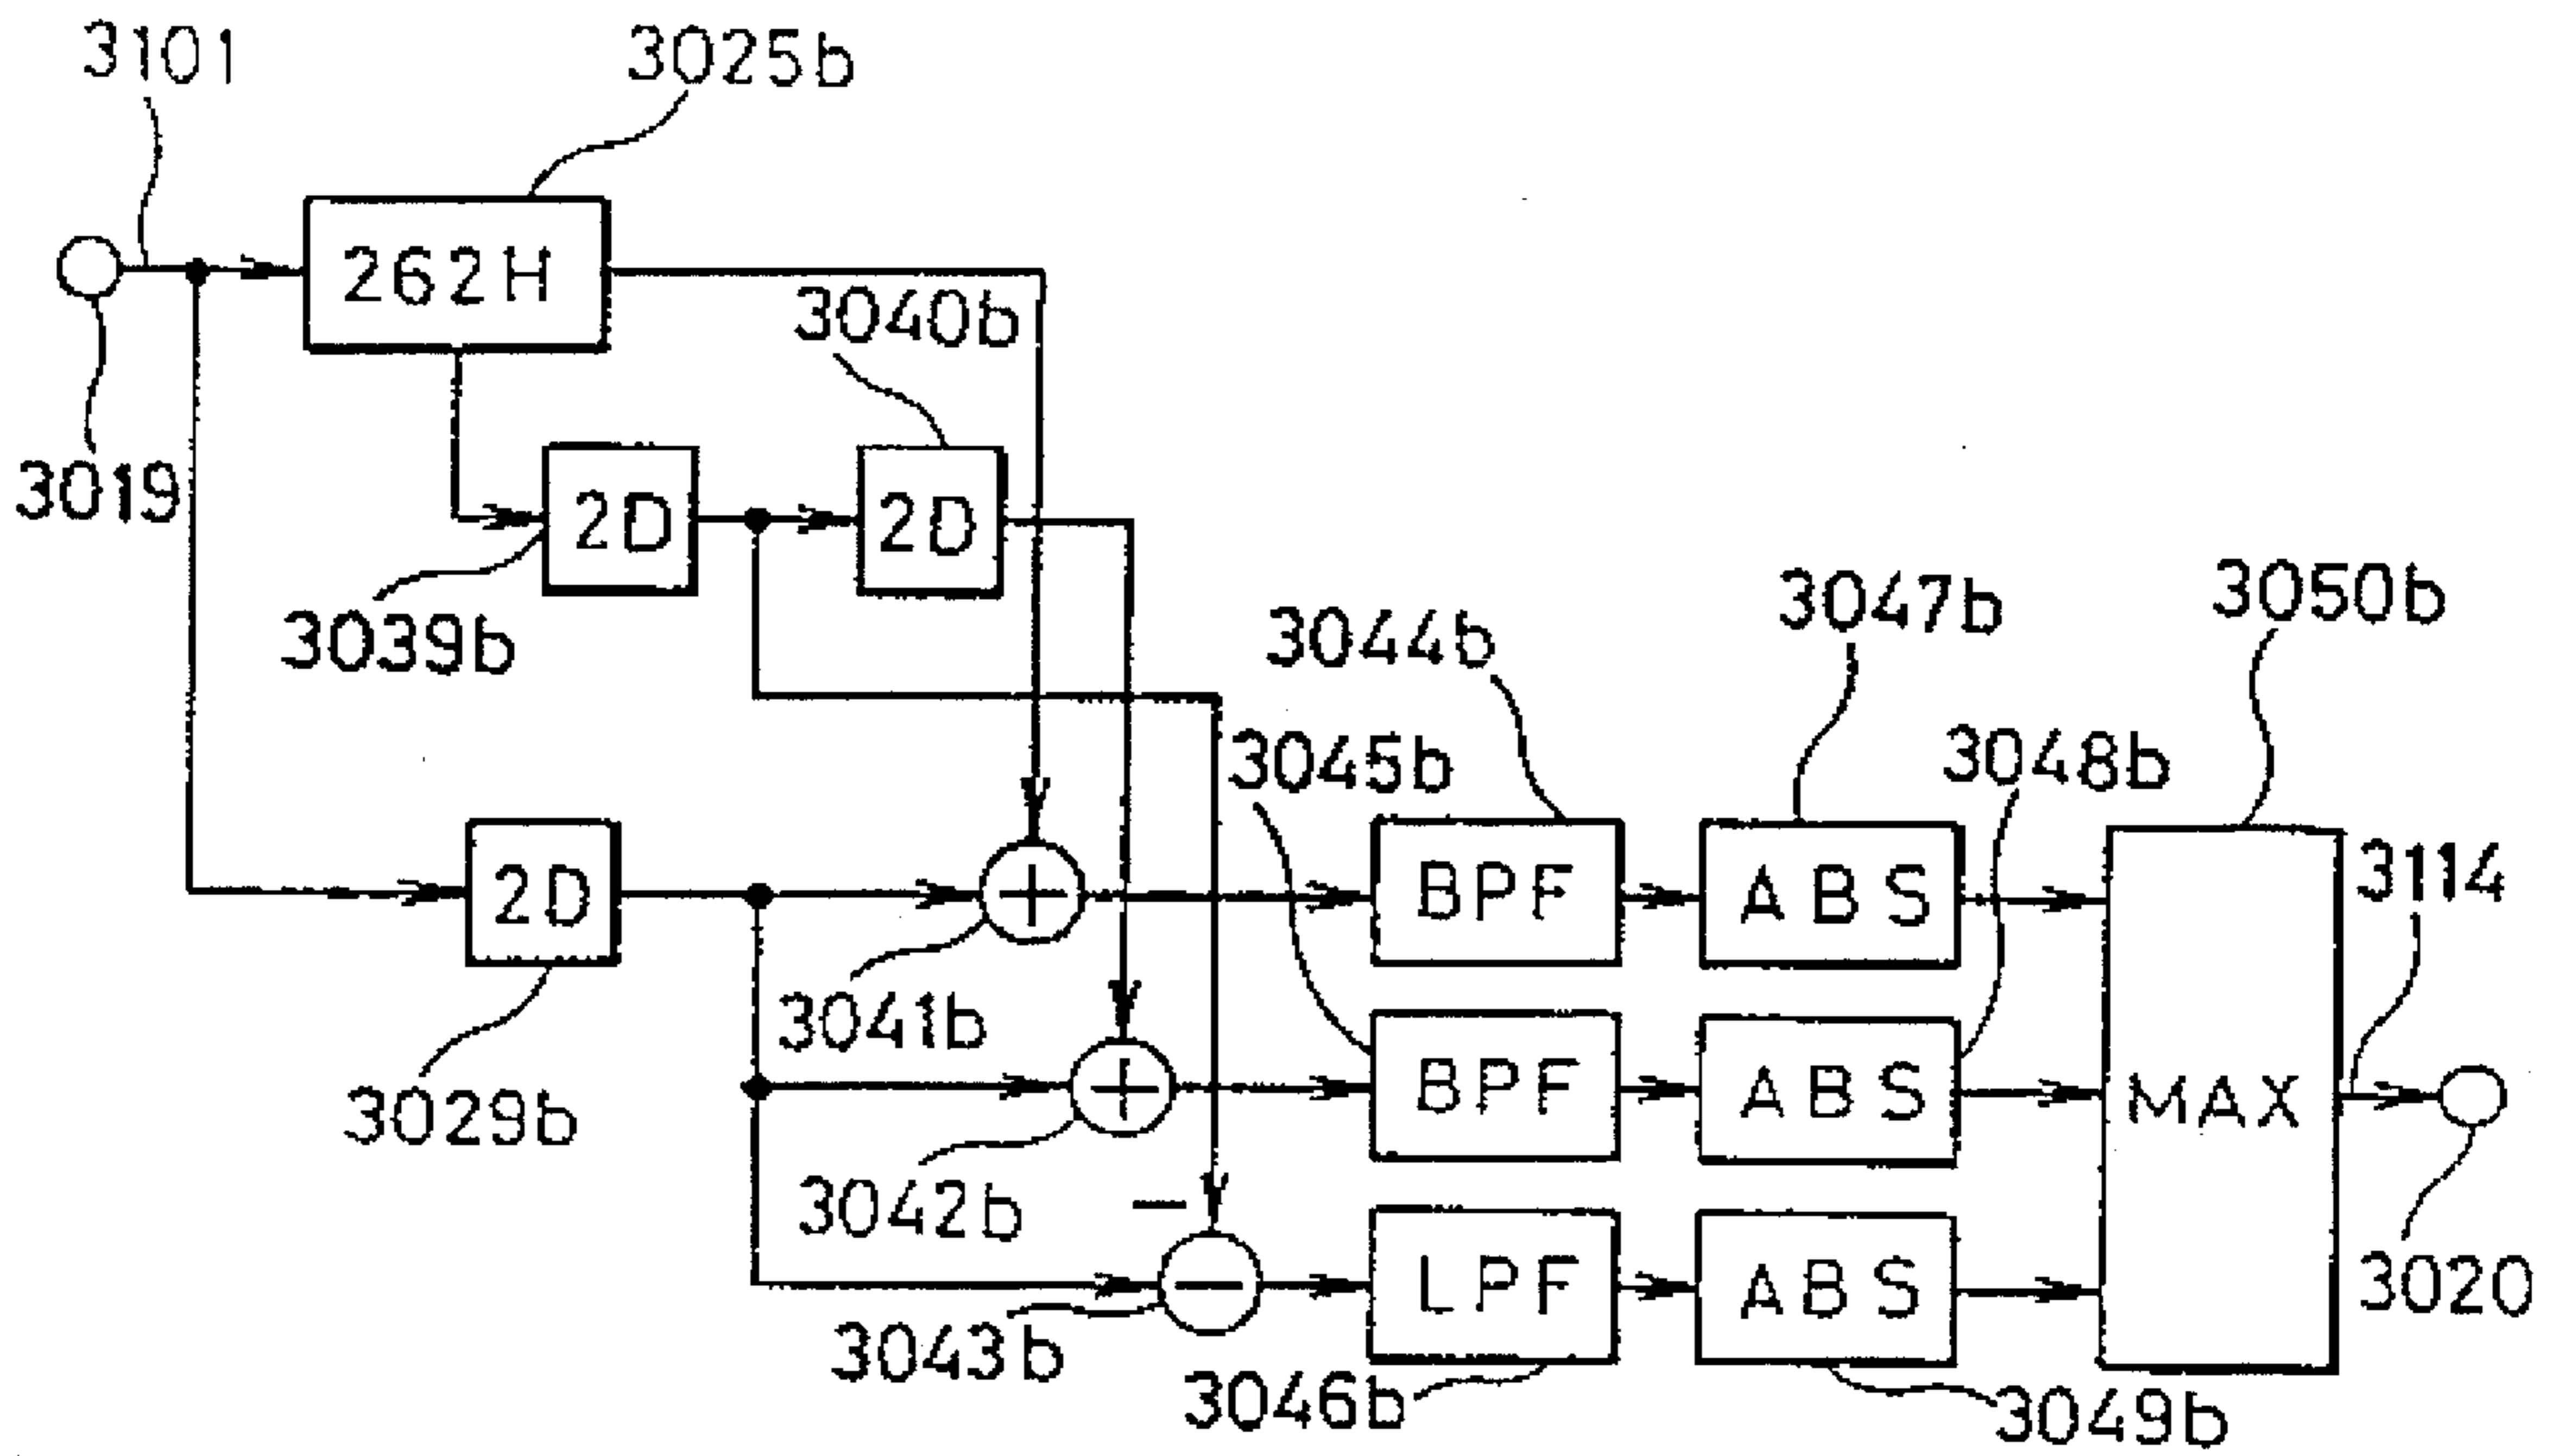 3101
3025b
262H
3040b
3019
2D
2D
3039b
3044b
3047b
3050b
3045b
3048b
2D
BPF
ABS
3114
3041b
3029b
BPF
ABS
MAX
3042b
−
LPF
ABS
3020
3043b
3046b
3049b